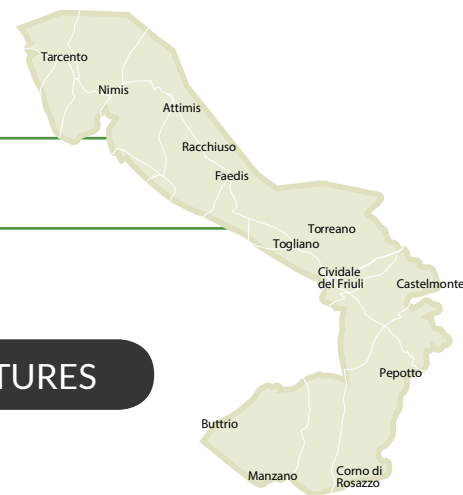 Tarcento
Nimis
Attimis
Racchiuso
Faedis
Torreano
Togliano
Cividale
del Friuli
Castelmonte
TURES
Pepotto
Buttrio
Manzano
Corno di
Rosazzo